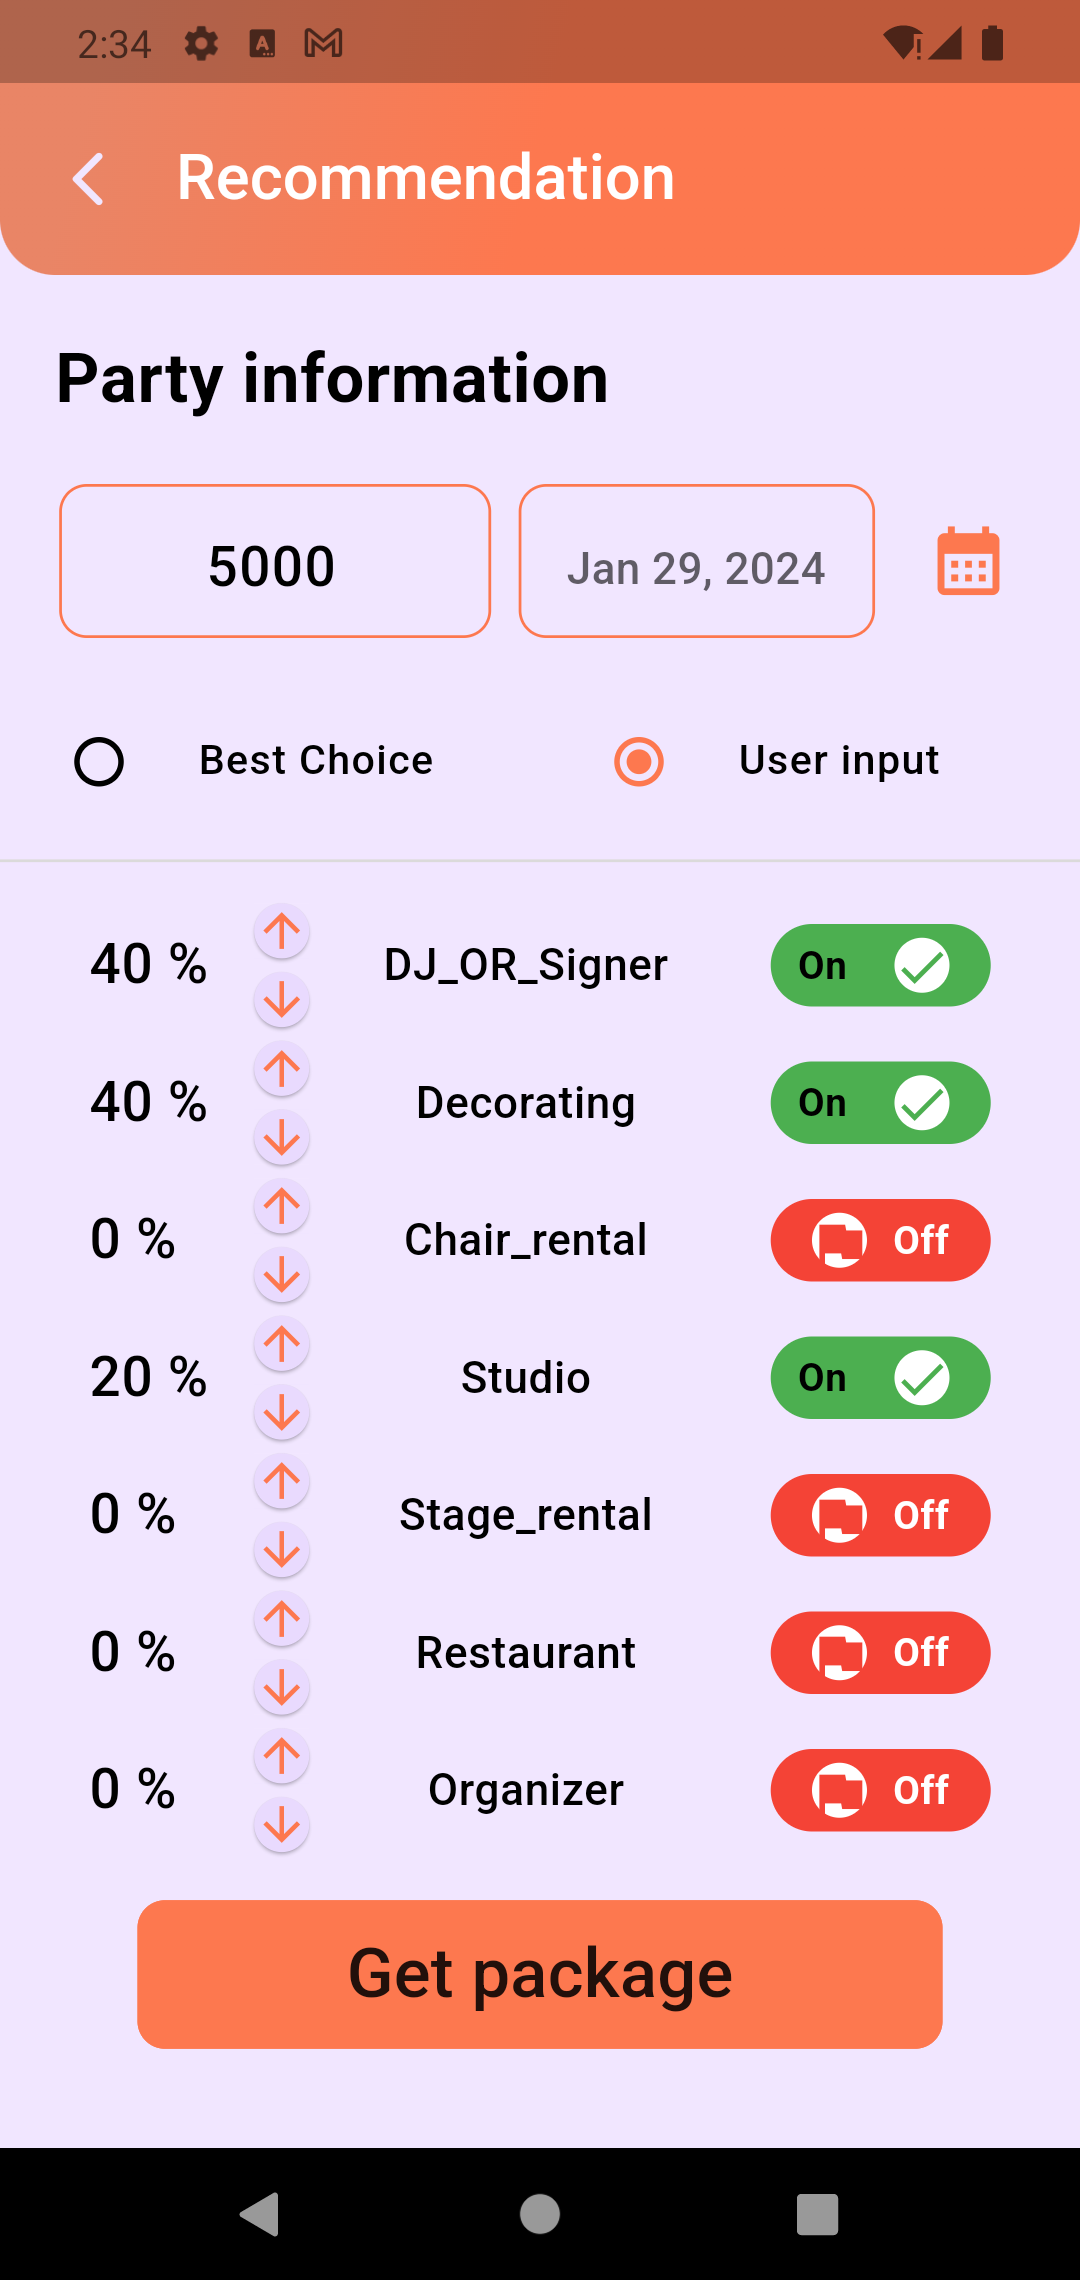 2:34
Recommendation
Party information
5000
Jan 29, 2024
Best Choice
User input
40 %
DJ_OR_Signer
On
40 %
Decorating
On
0 %
Chair_rental
Off
20 %
Studio
On
0 %
Stage_rental
Off
0 %
Restaurant
Off
0 %
Organizer
Off
Get package